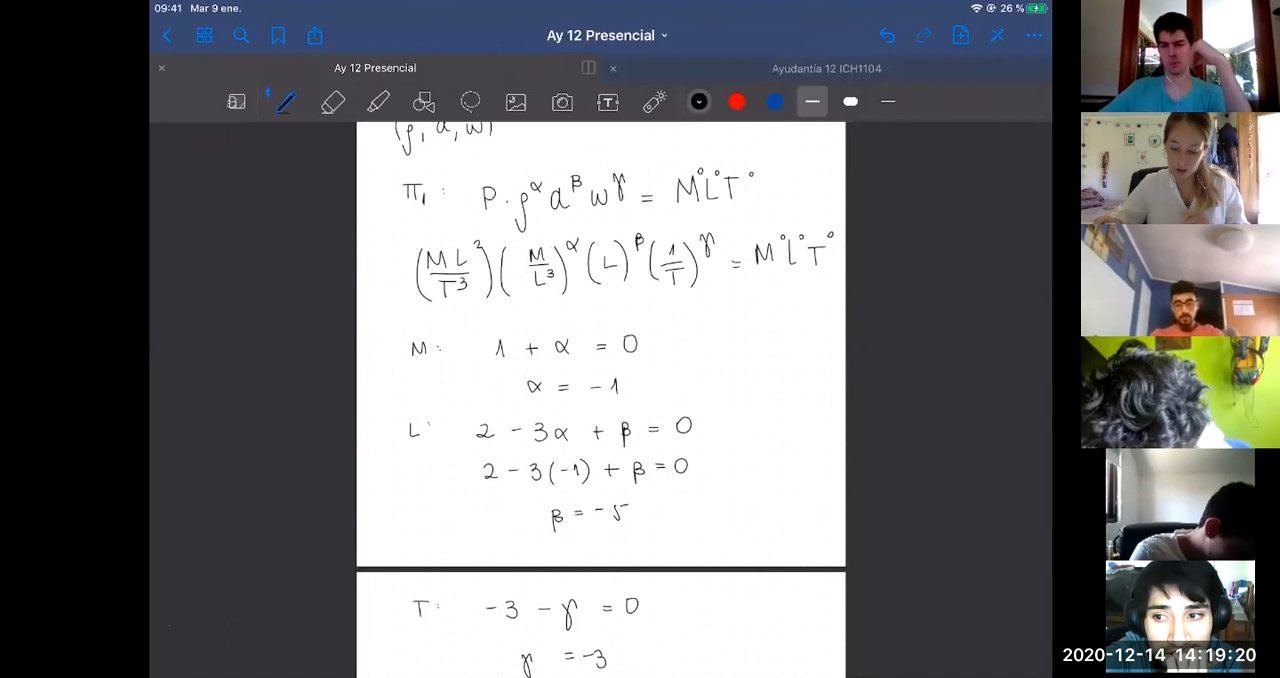 09:41 Mar 9 ene.
26 %
Ay 12 Presencial
Ay 12 Presencial
Ayudantía 12 ICH1104
(ρ, d, ω)
Π₁ : P · ρ^α d^β ω^γ = M°L°T°
(ML²/T³) (M/L³)^α (L)^β (1/T)^γ = M°L°T°
M: 1 + α = 0
α = -1
L: 2 - 3α + β = 0
2 - 3(-1) + β = 0
β = -5
T: -3 - γ = 0
γ = -3
2020-12-14 14:19:20